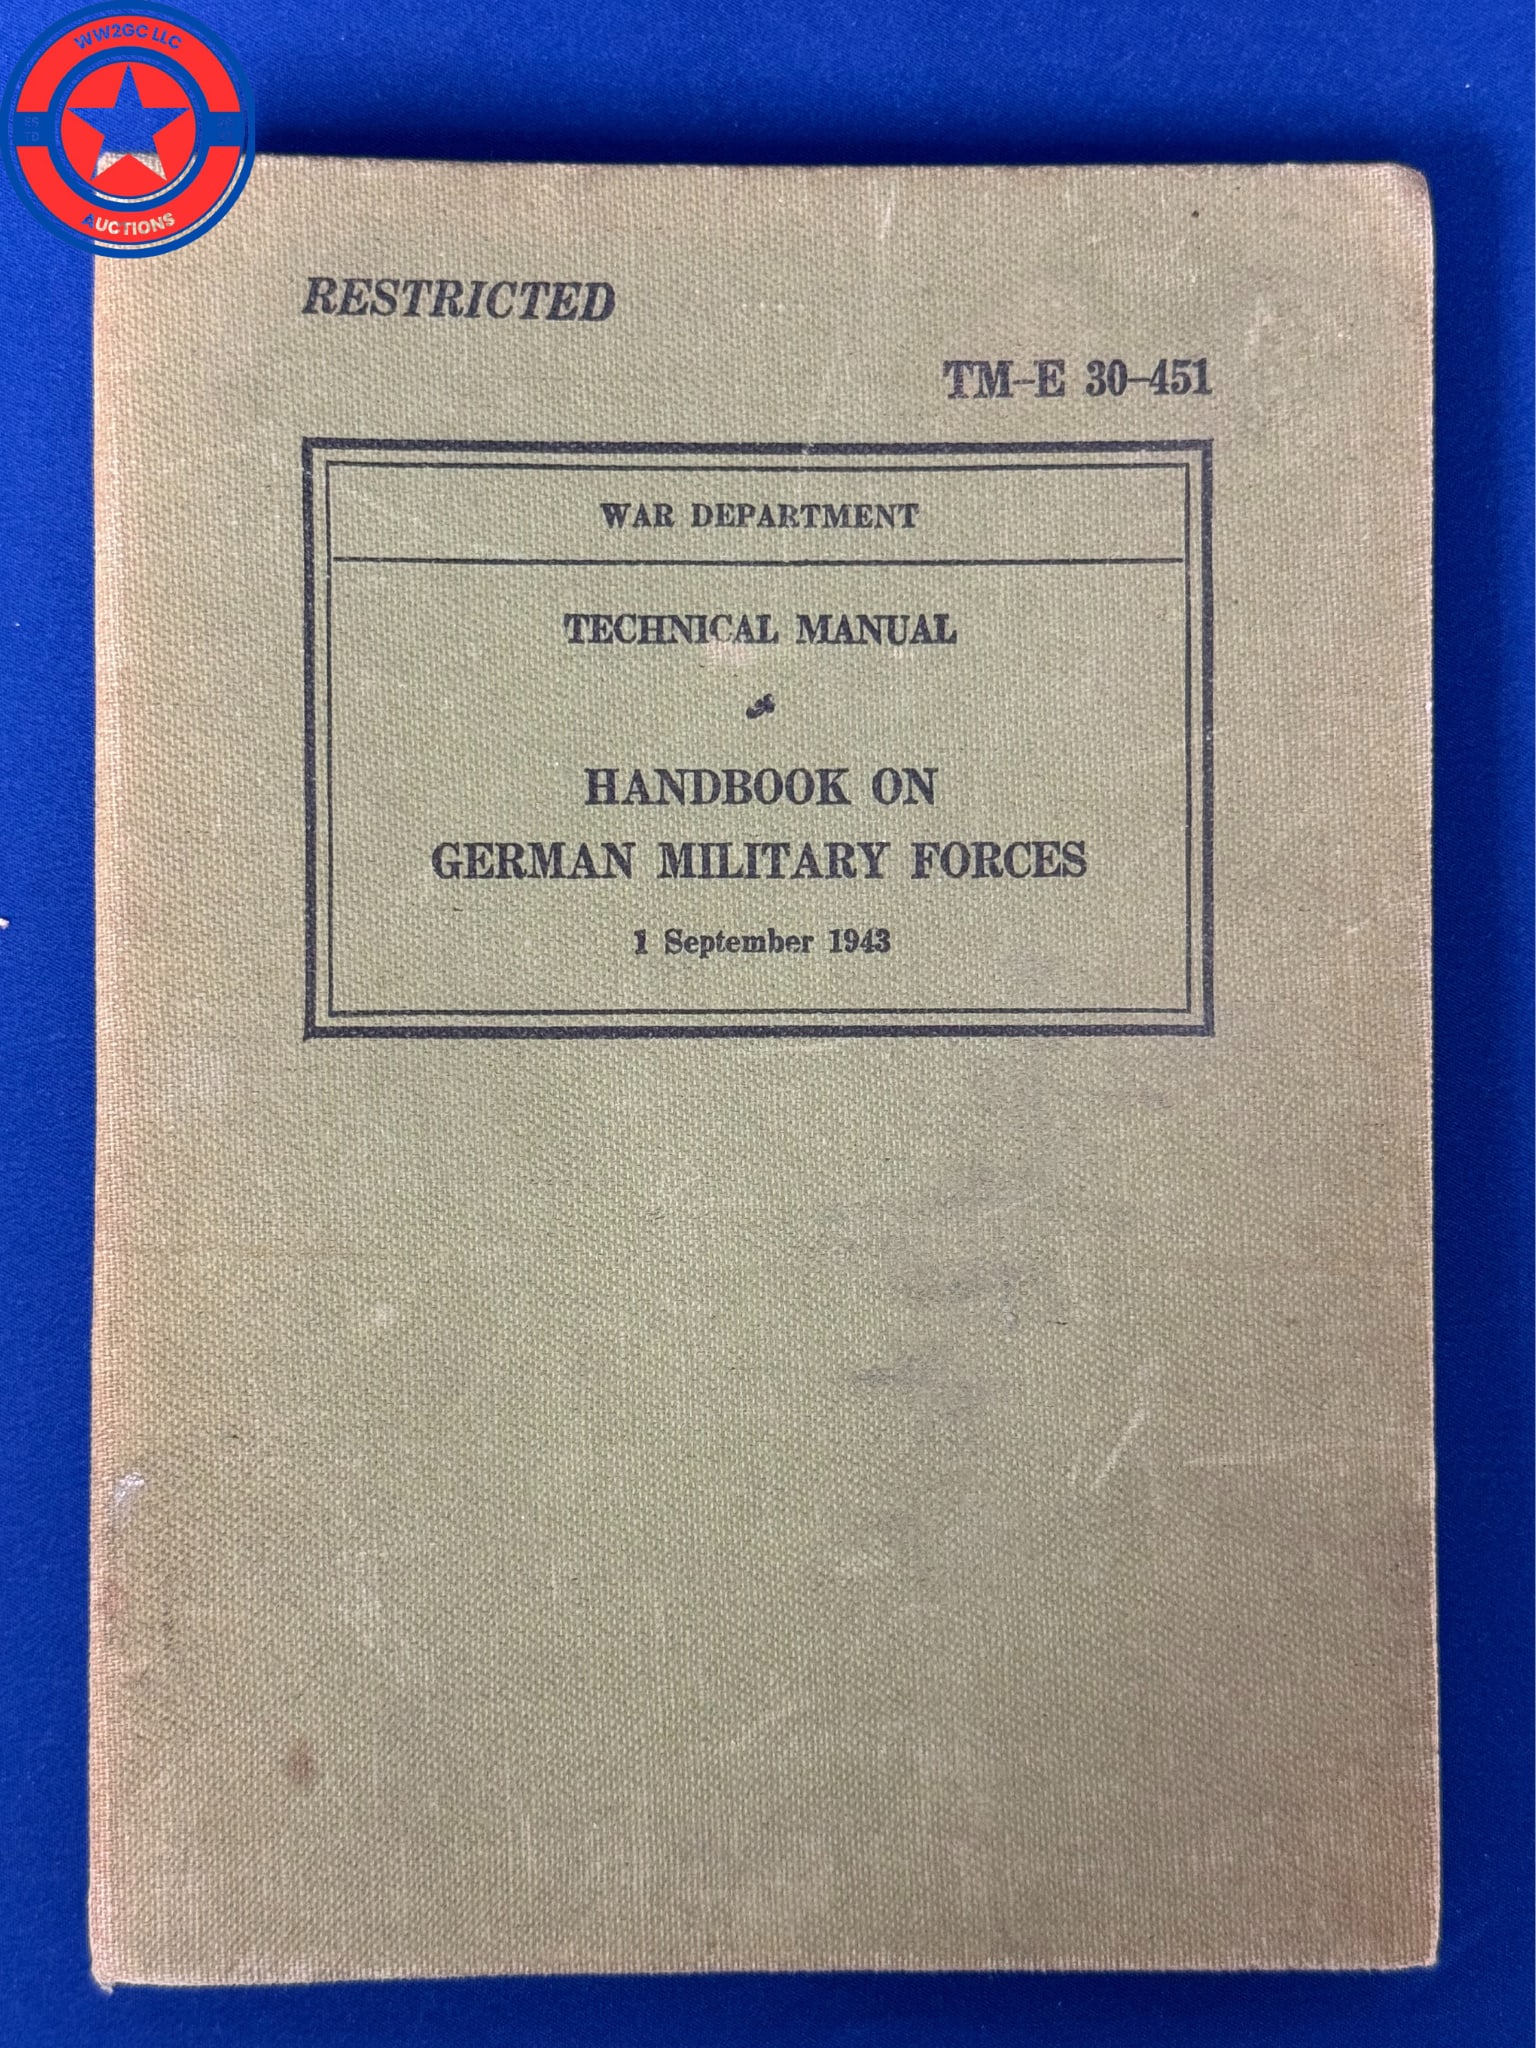 WW2GC LLC
AUCTIONS
RESTRICTED
TM-E 30-451
WAR DEPARTMENT
TECHNICAL MANUAL
HANDBOOK ON
GERMAN MILITARY FORCES
1 September 1943